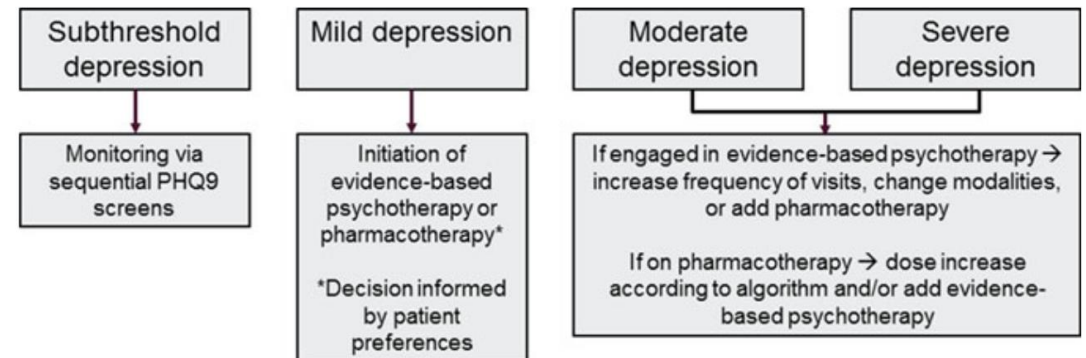 Subthreshold
depression
Mild depression
Moderate
depression
Severe
depression
Monitoring via
sequential PHQ9
screens
Initiation of
evidence-based
psychotherapy or
pharmacotherapy*
*Decision informed
by patient
preferences
If engaged in evidence-based psychotherapy →
increase frequency of visits, change modalities,
or add pharmacotherapy
If on pharmacotherapy → dose increase
according to algorithm and/or add evidence-
based psychotherapy